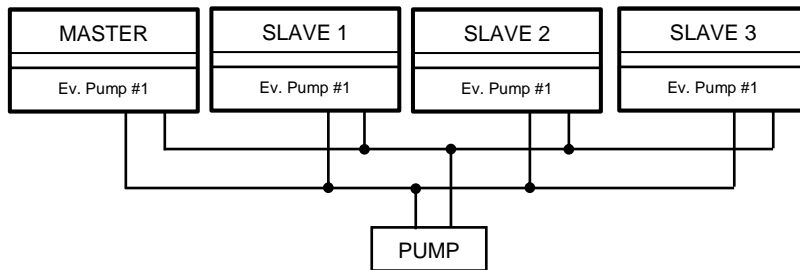 MASTER
SLAVE 1
SLAVE 2
SLAVE 3
Ev. Pump #1
Ev. Pump #1
Ev. Pump #1
Ev. Pump #1
PUMP